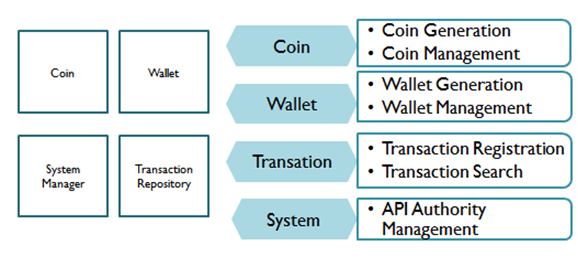 Coin
Wallet
System
Manager
Transaction
Repository
Coin
• Coin Generation
• Coin Management
Wallet
• Wallet Generation
• Wallet Management
Transation
• Transaction Registration
• Transaction Search
System
• API Authority
Management